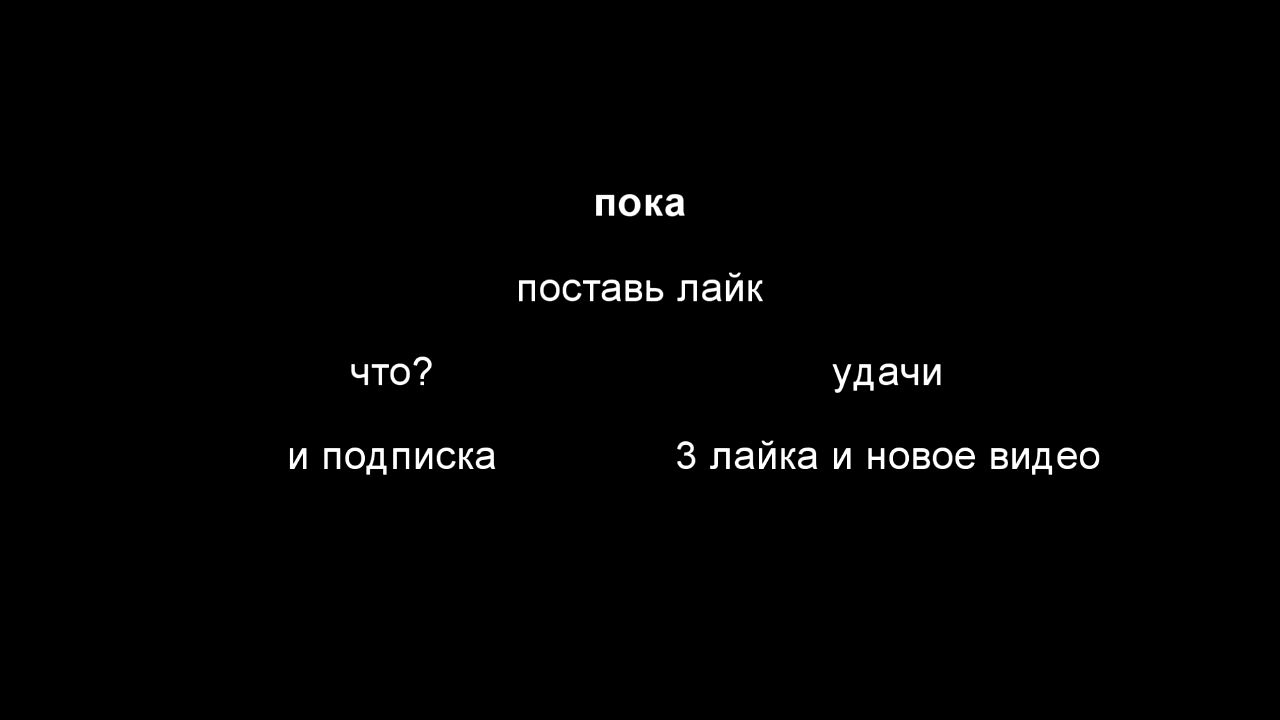 пока
поставь лайк
что?
удачи
и подписка
3 лайка и новое видео